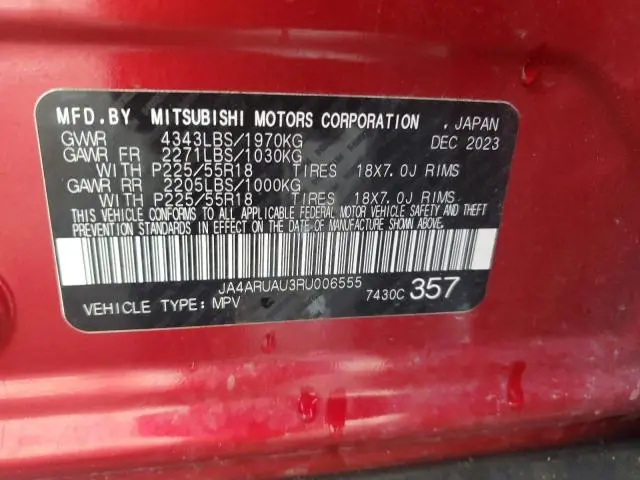 MFD.BY MITSUBISHI MOTORS CORPORATION , JAPAN
GVWR 4343LBS/1970KG DEC 2023
GAWR FR 2271LBS/1030KG
WITH P225/55R18 TIRES 18X7.0J RIMS
GAWR RR 2205LBS/1000KG
WITH P225/55R18 TIRES 18X7.0J RIMS
THIS VEHICLE CONFORMS TO ALL APPLICABLE FEDERAL MOTOR VEHICLE SAFETY AND THEFT
PREVENTION STANDARDS IN EFFECT ON THE DATE OF MANUFACTURE SHOWN ABOVE.
JA4ARUAU3RU006555
VEHICLE TYPE: MPV 7430C 357